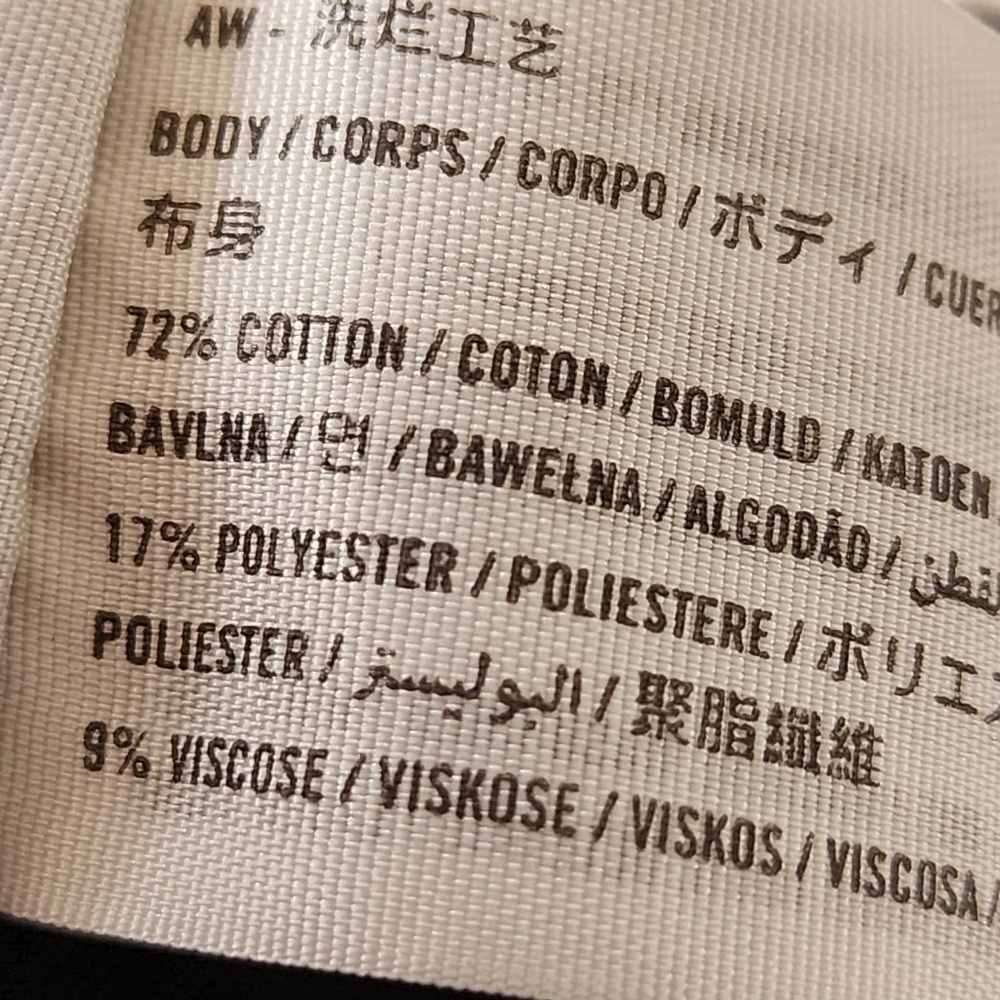 AW - 洗烂工艺
BODY / CORPS / CORPO / ボディ / CUER
布身
72% COTTON / COTON / BOMULD / KATOEN
BAVLNA / 면 / BAWEŁNA / ALGODÃO / القطن
17% POLYESTER / POLIESTERE / ポリエス
POLIESTER / البوليستر / 聚脂纖維
9% VISCOSE / VISKOSE / VISKOS / VISCOSA /